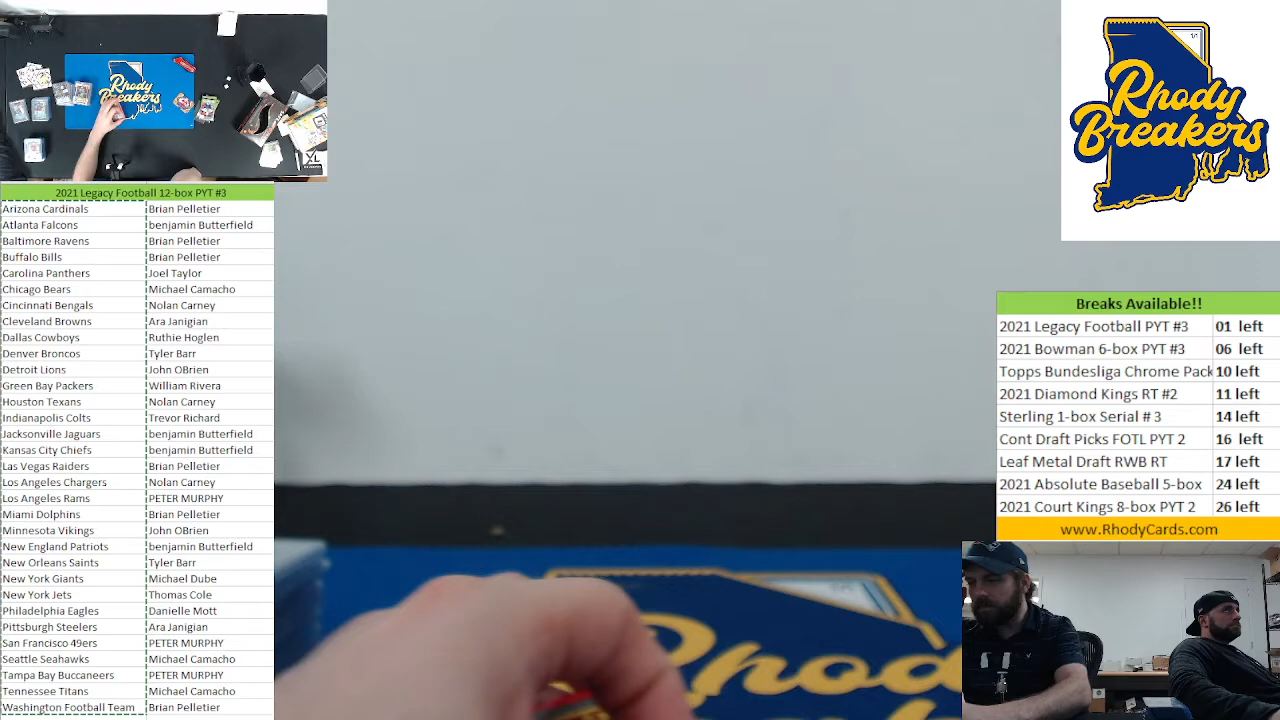 Rhody
Breakers
XL
2021 Legacy Football 12-box PYT #3
Arizona Cardinals Brian Pelletier
Atlanta Falcons benjamin Butterfield
Baltimore Ravens Brian Pelletier
Buffalo Bills Brian Pelletier
Carolina Panthers Joel Taylor
Chicago Bears Michael Camacho
Cincinnati Bengals Nolan Carney
Cleveland Browns Ara Janigian
Dallas Cowboys Ruthie Hoglen
Denver Broncos Tyler Barr
Detroit Lions John OBrien
Green Bay Packers William Rivera
Houston Texans Nolan Carney
Indianapolis Colts Trevor Richard
Jacksonville Jaguars benjamin Butterfield
Kansas City Chiefs benjamin Butterfield
Las Vegas Raiders Brian Pelletier
Los Angeles Chargers Nolan Carney
Los Angeles Rams PETER MURPHY
Miami Dolphins Brian Pelletier
Minnesota Vikings John OBrien
New England Patriots benjamin Butterfield
New Orleans Saints Tyler Barr
New York Giants Michael Dube
New York Jets Thomas Cole
Philadelphia Eagles Danielle Mott
Pittsburgh Steelers Ara Janigian
San Francisco 49ers PETER MURPHY
Seattle Seahawks Michael Camacho
Tampa Bay Buccaneers PETER MURPHY
Tennessee Titans Michael Camacho
Washington Football Team Brian Pelletier
1/1
Rhody
Breakers
Breaks Available!!
2021 Legacy Football PYT #3 01 left
2021 Bowman 6-box PYT #3 06 left
Topps Bundesliga Chrome Pack 10 left
2021 Diamond Kings RT #2 11 left
Sterling 1-box Serial # 3 14 left
Cont Draft Picks FOTL PYT 2 16 left
Leaf Metal Draft RWB RT 17 left
2021 Absolute Baseball 5-box 24 left
2021 Court Kings 8-box PYT 2 26 left
www.RhodyCards.com
Rhod